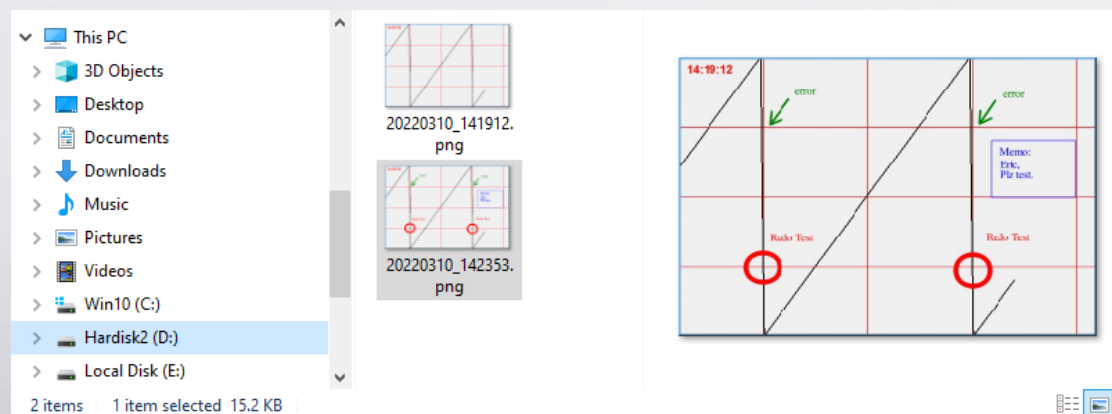 This PC
3D Objects
Desktop
Documents
Downloads
Music
Pictures
Videos
Win10 (C:)
Hardisk2 (D:)
Local Disk (E:)
20220310_141912.
png
20220310_142353.
png
14:19:12
error
error
Memo:
Eric,
Plz test.
Redo Test
Redo Test
2 items
1 item selected 15.2 KB